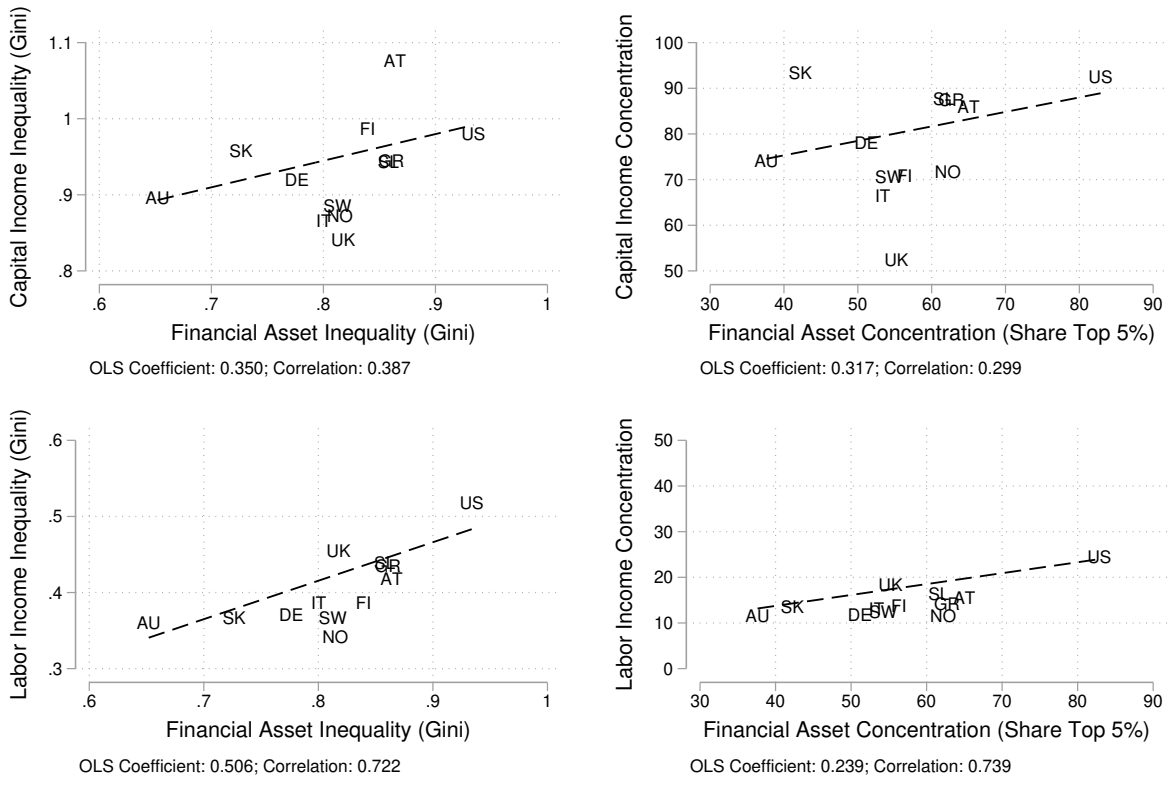 Capital Income Inequality (Gini)
1.1
1
.9
.8
AT
FI
US
SK
SL
GR
DE
AU
SW
NO
IT
UK
.6 .7 .8 .9 1
Financial Asset Inequality (Gini)
OLS Coefficient: 0.350; Correlation: 0.387
Capital Income Concentration
100
90
80
70
60
50
SK
US
SL
GR
AT
DE
AU
NO
SW
FI
IT
UK
30 40 50 60 70 80 90
Financial Asset Concentration (Share Top 5%)
OLS Coefficient: 0.317; Correlation: 0.299
Labor Income Inequality (Gini)
.6
.5
.4
.3
US
UK
SL
GR
AT
IT
FI
DE
SK
SW
AU
NO
.6 .7 .8 .9 1
Financial Asset Inequality (Gini)
OLS Coefficient: 0.506; Correlation: 0.722
Labor Income Concentration
50
40
30
20
10
0
US
UK
SL
AT
GR
FI
SK
IT
SW
DE
AU
NO
30 40 50 60 70 80 90
Financial Asset Concentration (Share Top 5%)
OLS Coefficient: 0.239; Correlation: 0.739